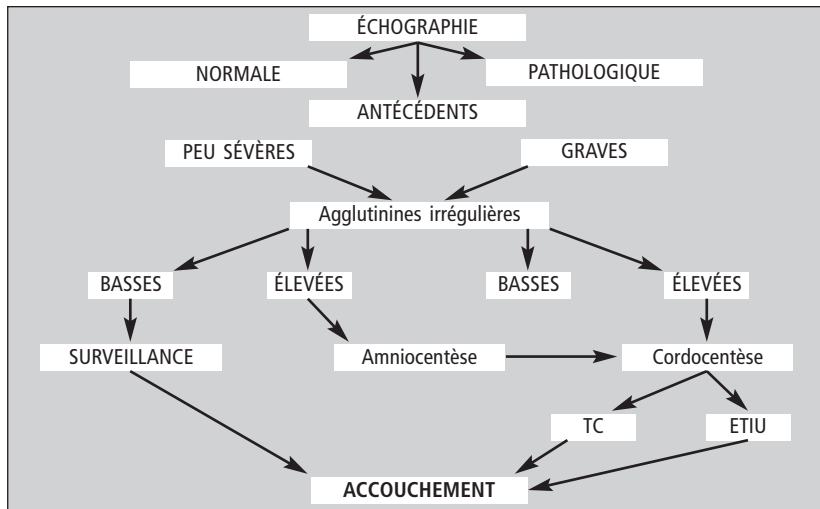 ÉCHOGRAPHIE
NORMALE
PATHOLOGIQUE
ANTÉCÉDENTS
PEU SÉVÈRES
GRAVES
Agglutinines irrégulières
BASSES
ÉLEVÉES
BASSES
ÉLEVÉES
SURVEILLANCE
Amniocentèse
Cordocentèse
TC
ETIU
ACCOUCHEMENT